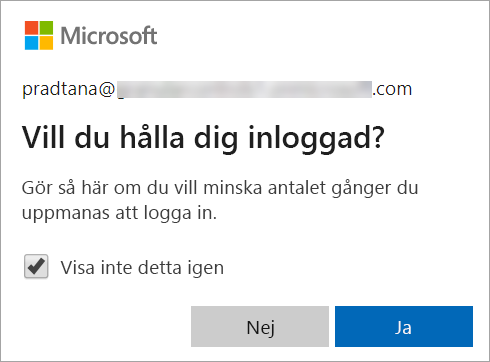 Microsoft
pradtana@ .com
Vill du hålla dig inloggad?
Gör så här om du vill minska antalet gånger du
uppmanas att logga in.
Visa inte detta igen
Nej
Ja